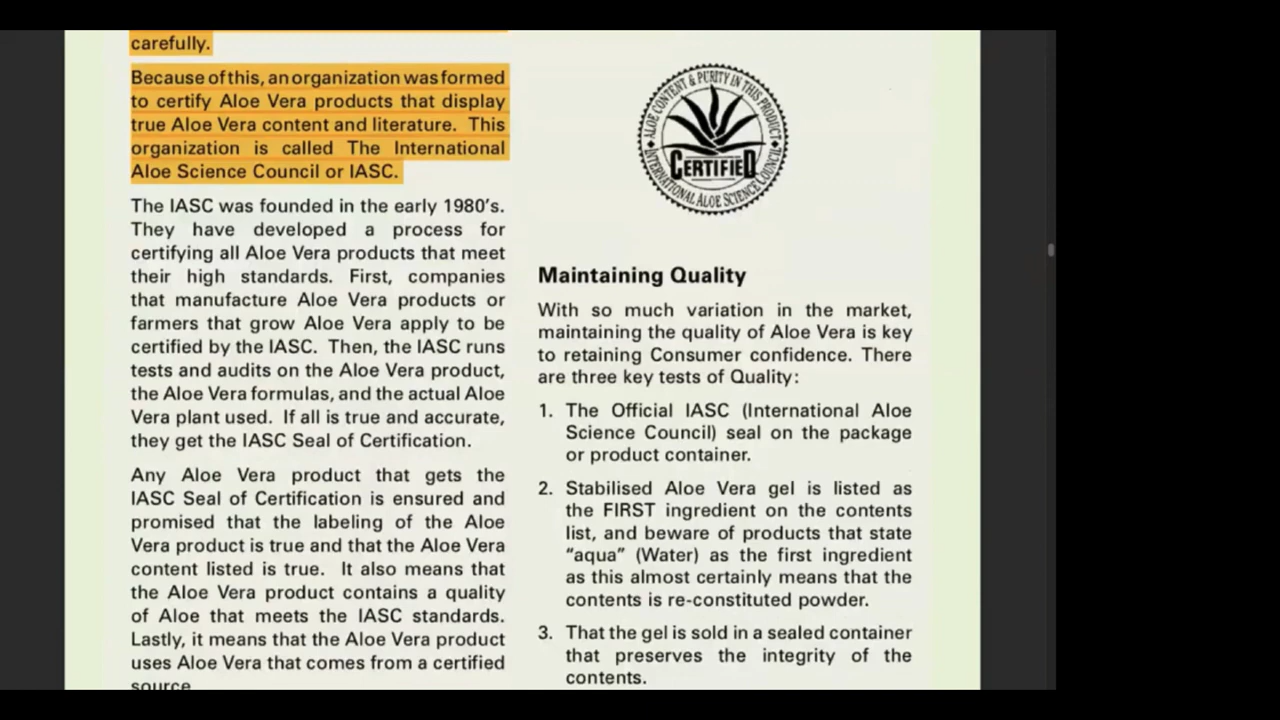 carefully.
Because of this, an organization was formed
to certify Aloe Vera products that display
true Aloe Vera content and literature. This
organization is called The International
Aloe Science Council or IASC.
The IASC was founded in the early 1980's.
They have developed a process for
certifying all Aloe Vera products that meet
their high standards. First, companies
that manufacture Aloe Vera products or
farmers that grow Aloe Vera apply to be
certified by the IASC. Then, the IASC runs
tests and audits on the Aloe Vera product,
the Aloe Vera formulas, and the actual Aloe
Vera plant used. If all is true and accurate,
they get the IASC Seal of Certification.
Any Aloe Vera product that gets the
IASC Seal of Certification is ensured and
promised that the labeling of the Aloe
Vera product is true and that the Aloe Vera
content listed is true. It also means that
the Aloe Vera product contains a quality
of Aloe that meets the IASC standards.
Lastly, it means that the Aloe Vera product
uses Aloe Vera that comes from a certified
source
ALOE CONTENT & PURITY IN THIS PRODUCT
CERTIFIED
INTERNATIONAL ALOE SCIENCE COUNCIL
Maintaining Quality
With so much variation in the market,
maintaining the quality of Aloe Vera is key
to retaining Consumer confidence. There
are three key tests of Quality:
1. The Official IASC (International Aloe
Science Council) seal on the package
or product container.
2. Stabilised Aloe Vera gel is listed as
the FIRST ingredient on the contents
list, and beware of products that state
"aqua" (Water) as the first ingredient
as this almost certainly means that the
contents is re-constituted powder.
3. That the gel is sold in a sealed container
that preserves the integrity of the
contents.